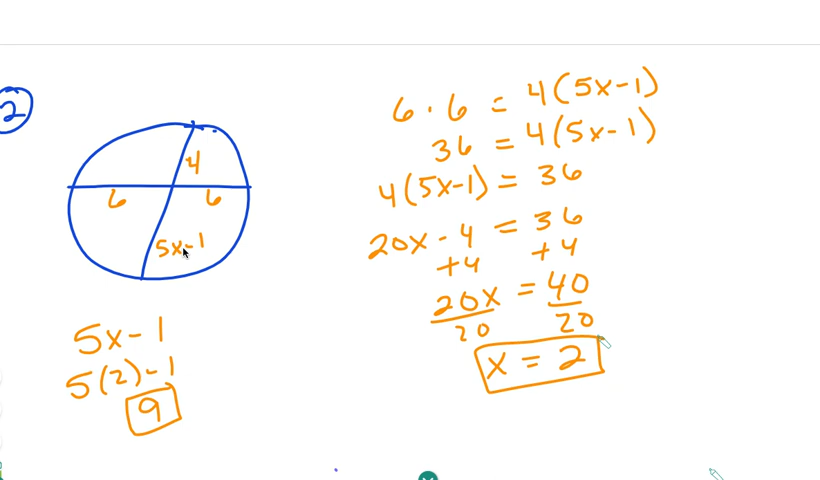 2
4
6 6
5x-1
6 · 6 = 4(5x-1)
36 = 4(5x-1)
4(5x-1) = 36
20x - 4 = 36
+4 +4
20x = 40
20 20
x = 2
5x - 1
5(2) - 1
9